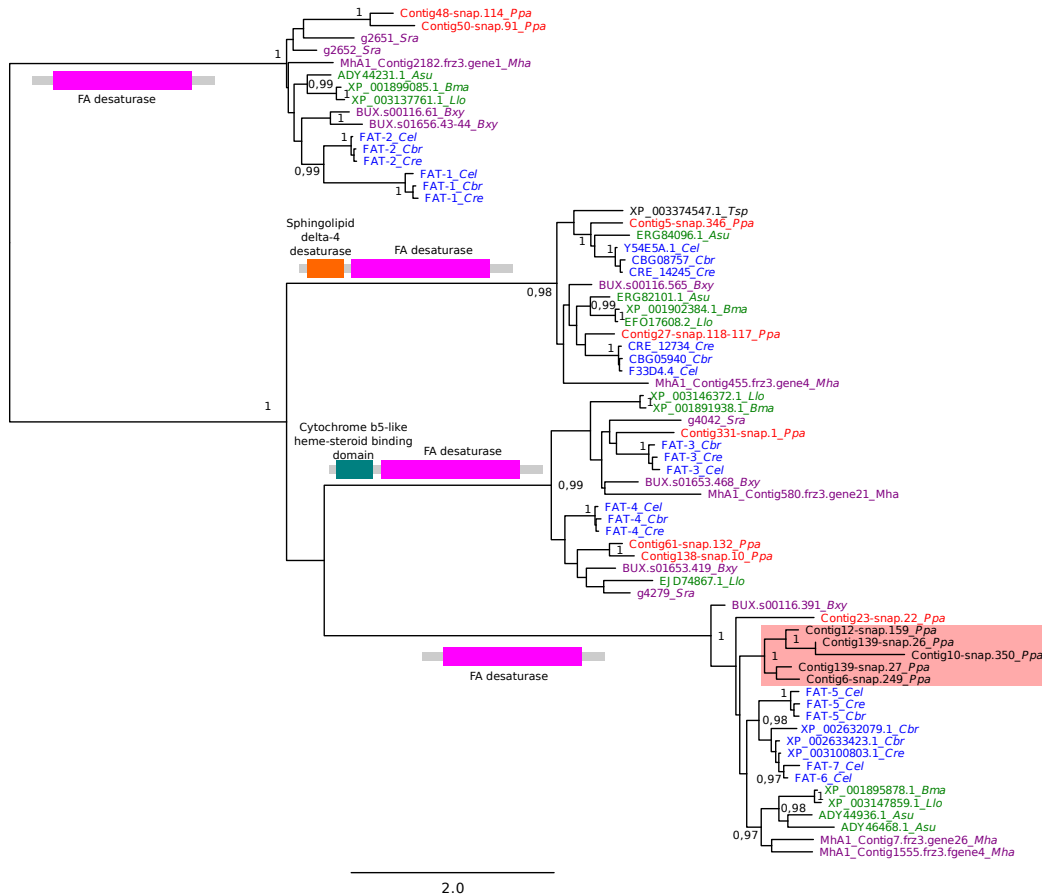 Contig48-snap.114_Ppa
1
Contig50-snap.91_Ppa
g2651_Sra
1
g2652_Sra
MhA1_Contig2182.frz3.gene1_Mha
ADY44231.1_Asu
0,99
XP_001899085.1_Bma
1
XP_003137761.1_Llo
FA desaturase
BUX.s00116.61_Bxy
1
BUX.s01656.43-44_Bxy
1
FAT-2_Cel
FAT-2_Cbr
FAT-2_Cre
0,99
FAT-1_Cel
FAT-1_Cbr
1
FAT-1_Cre
XP_003374547.1_Tsp
Contig5-snap.346_Ppa
1
ERG84096.1_Asu
Sphingolipid
delta-4
desaturase
FA desaturase
Y54E5A.1_Cel
1
CBG08757_Cbr
CRE_14245_Cre
BUX.s00116.565_Bxy
0,98
ERG82101.1_Asu
0,99
XP_001902384.1_Bma
1
EFO17608.2_Llo
Contig27-snap.118-117_Ppa
1
CRE_12734_Cre
CBG05940_Cbr
F33D4.4_Cel
MhA1_Contig455.frz3.gene4_Mha
XP_003146372.1_Llo
1
XP_001891938.1_Bma
1
g4042_Sra
Contig331-snap.1_Ppa
Cytochrome b5-like
heme-steroid binding
domain
FA desaturase
1
FAT-3_Cbr
FAT-3_Cre
FAT-3_Cel
0,99
BUX.s01653.468_Bxy
MhA1_Contig580.frz3.gene21_Mha
1
FAT-4_Cel
FAT-4_Cbr
FAT-4_Cre
Contig61-snap.132_Ppa
1
Contig138-snap.10_Ppa
BUX.s01653.419_Bxy
EJD74867.1_Llo
g4279_Sra
BUX.s00116.391_Bxy
Contig23-snap.22_Ppa
1
Contig12-snap.159_Ppa
1
Contig139-snap.26_Ppa
1
Contig10-snap.350_Ppa
Contig139-snap.27_Ppa
Contig6-snap.249_Ppa
FA desaturase
1
FAT-5_Cel
FAT-5_Cre
FAT-5_Cbr
0,98
XP_002632079.1_Cbr
XP_002633423.1_Cbr
XP_003100803.1_Cre
FAT-7_Cel
0,97
FAT-6_Cel
XP_001895878.1_Bma
1
XP_003147859.1_Llo
0,98
ADY44936.1_Asu
ADY46468.1_Asu
0,97
MhA1_Contig7.frz3.gene26_Mha
MhA1_Contig1555.frz3.fgene4_Mha
2.0